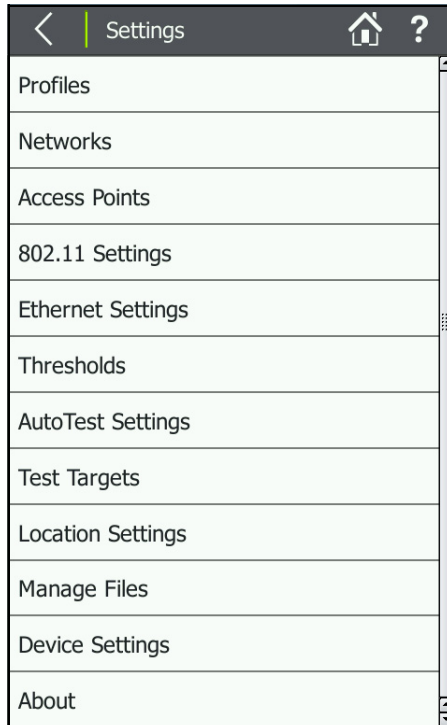 Settings
?
Profiles
Networks
Access Points
802.11 Settings
Ethernet Settings
Thresholds
AutoTest Settings
Test Targets
Location Settings
Manage Files
Device Settings
About